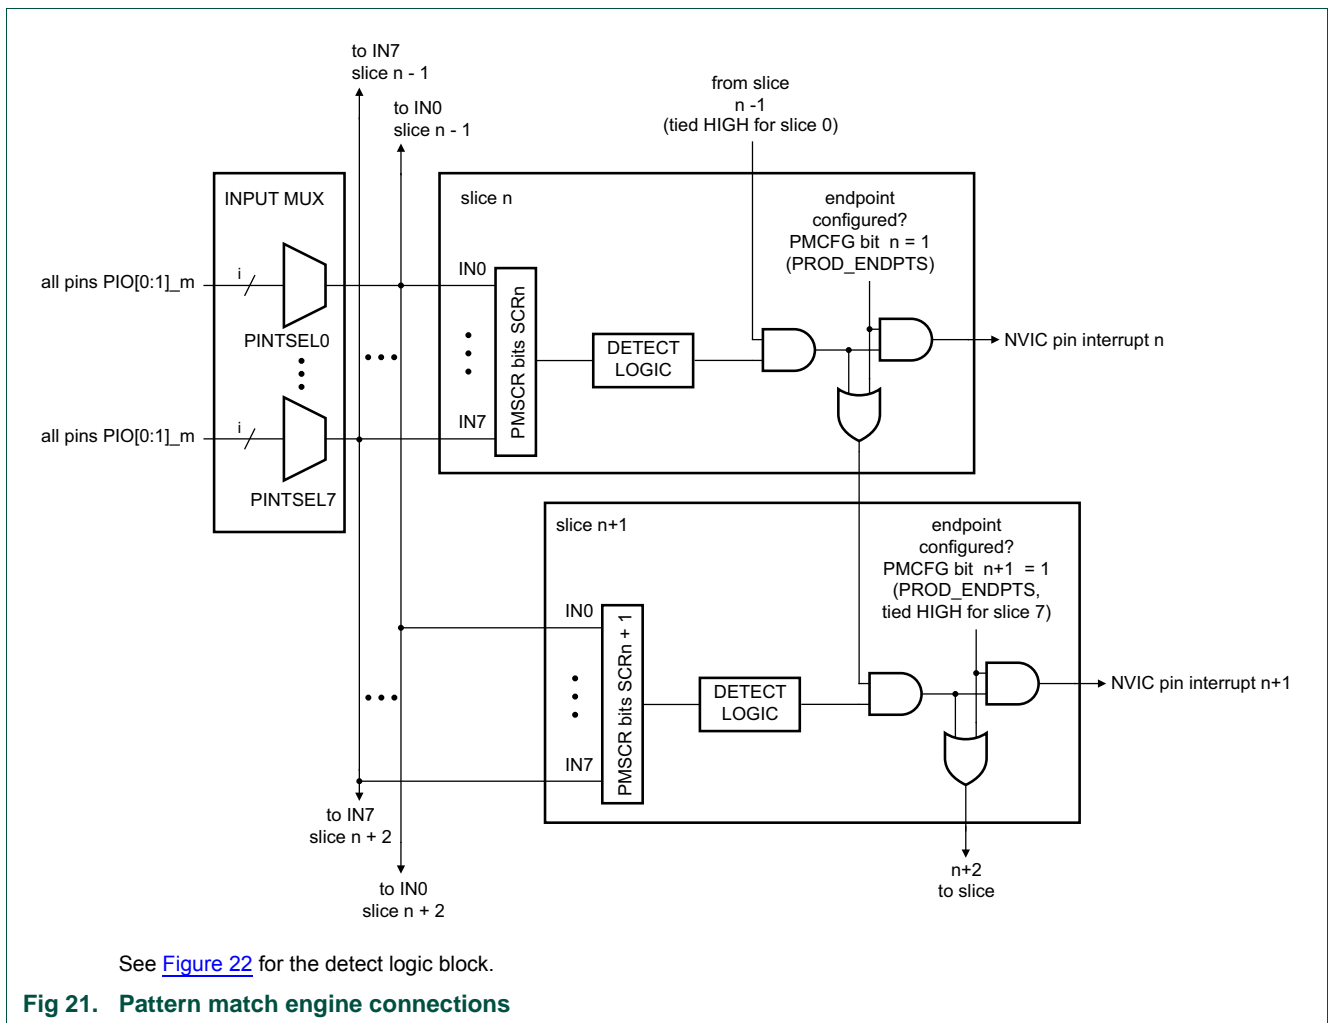 to IN7
slice n - 1
to IN0
slice n - 1
from slice
n -1
(tied HIGH for slice 0)
INPUT MUX
all pins PIO[0:1]_m
i
PINTSEL0
all pins PIO[0:1]_m
i
PINTSEL7
slice n
IN0
IN7
PMSCR bits SCRn
DETECT
LOGIC
endpoint
configured?
PMCFG bit n = 1
(PROD_ENDPTS)
NVIC pin interrupt n
slice n+1
IN0
IN7
PMSCR bits SCRn + 1
DETECT
LOGIC
endpoint
configured?
PMCFG bit n+1 = 1
(PROD_ENDPTS,
tied HIGH for slice 7)
NVIC pin interrupt n+1
to IN7
slice n + 2
to IN0
slice n + 2
n+2
to slice
See Figure 22 for the detect logic block.
Fig 21. Pattern match engine connections